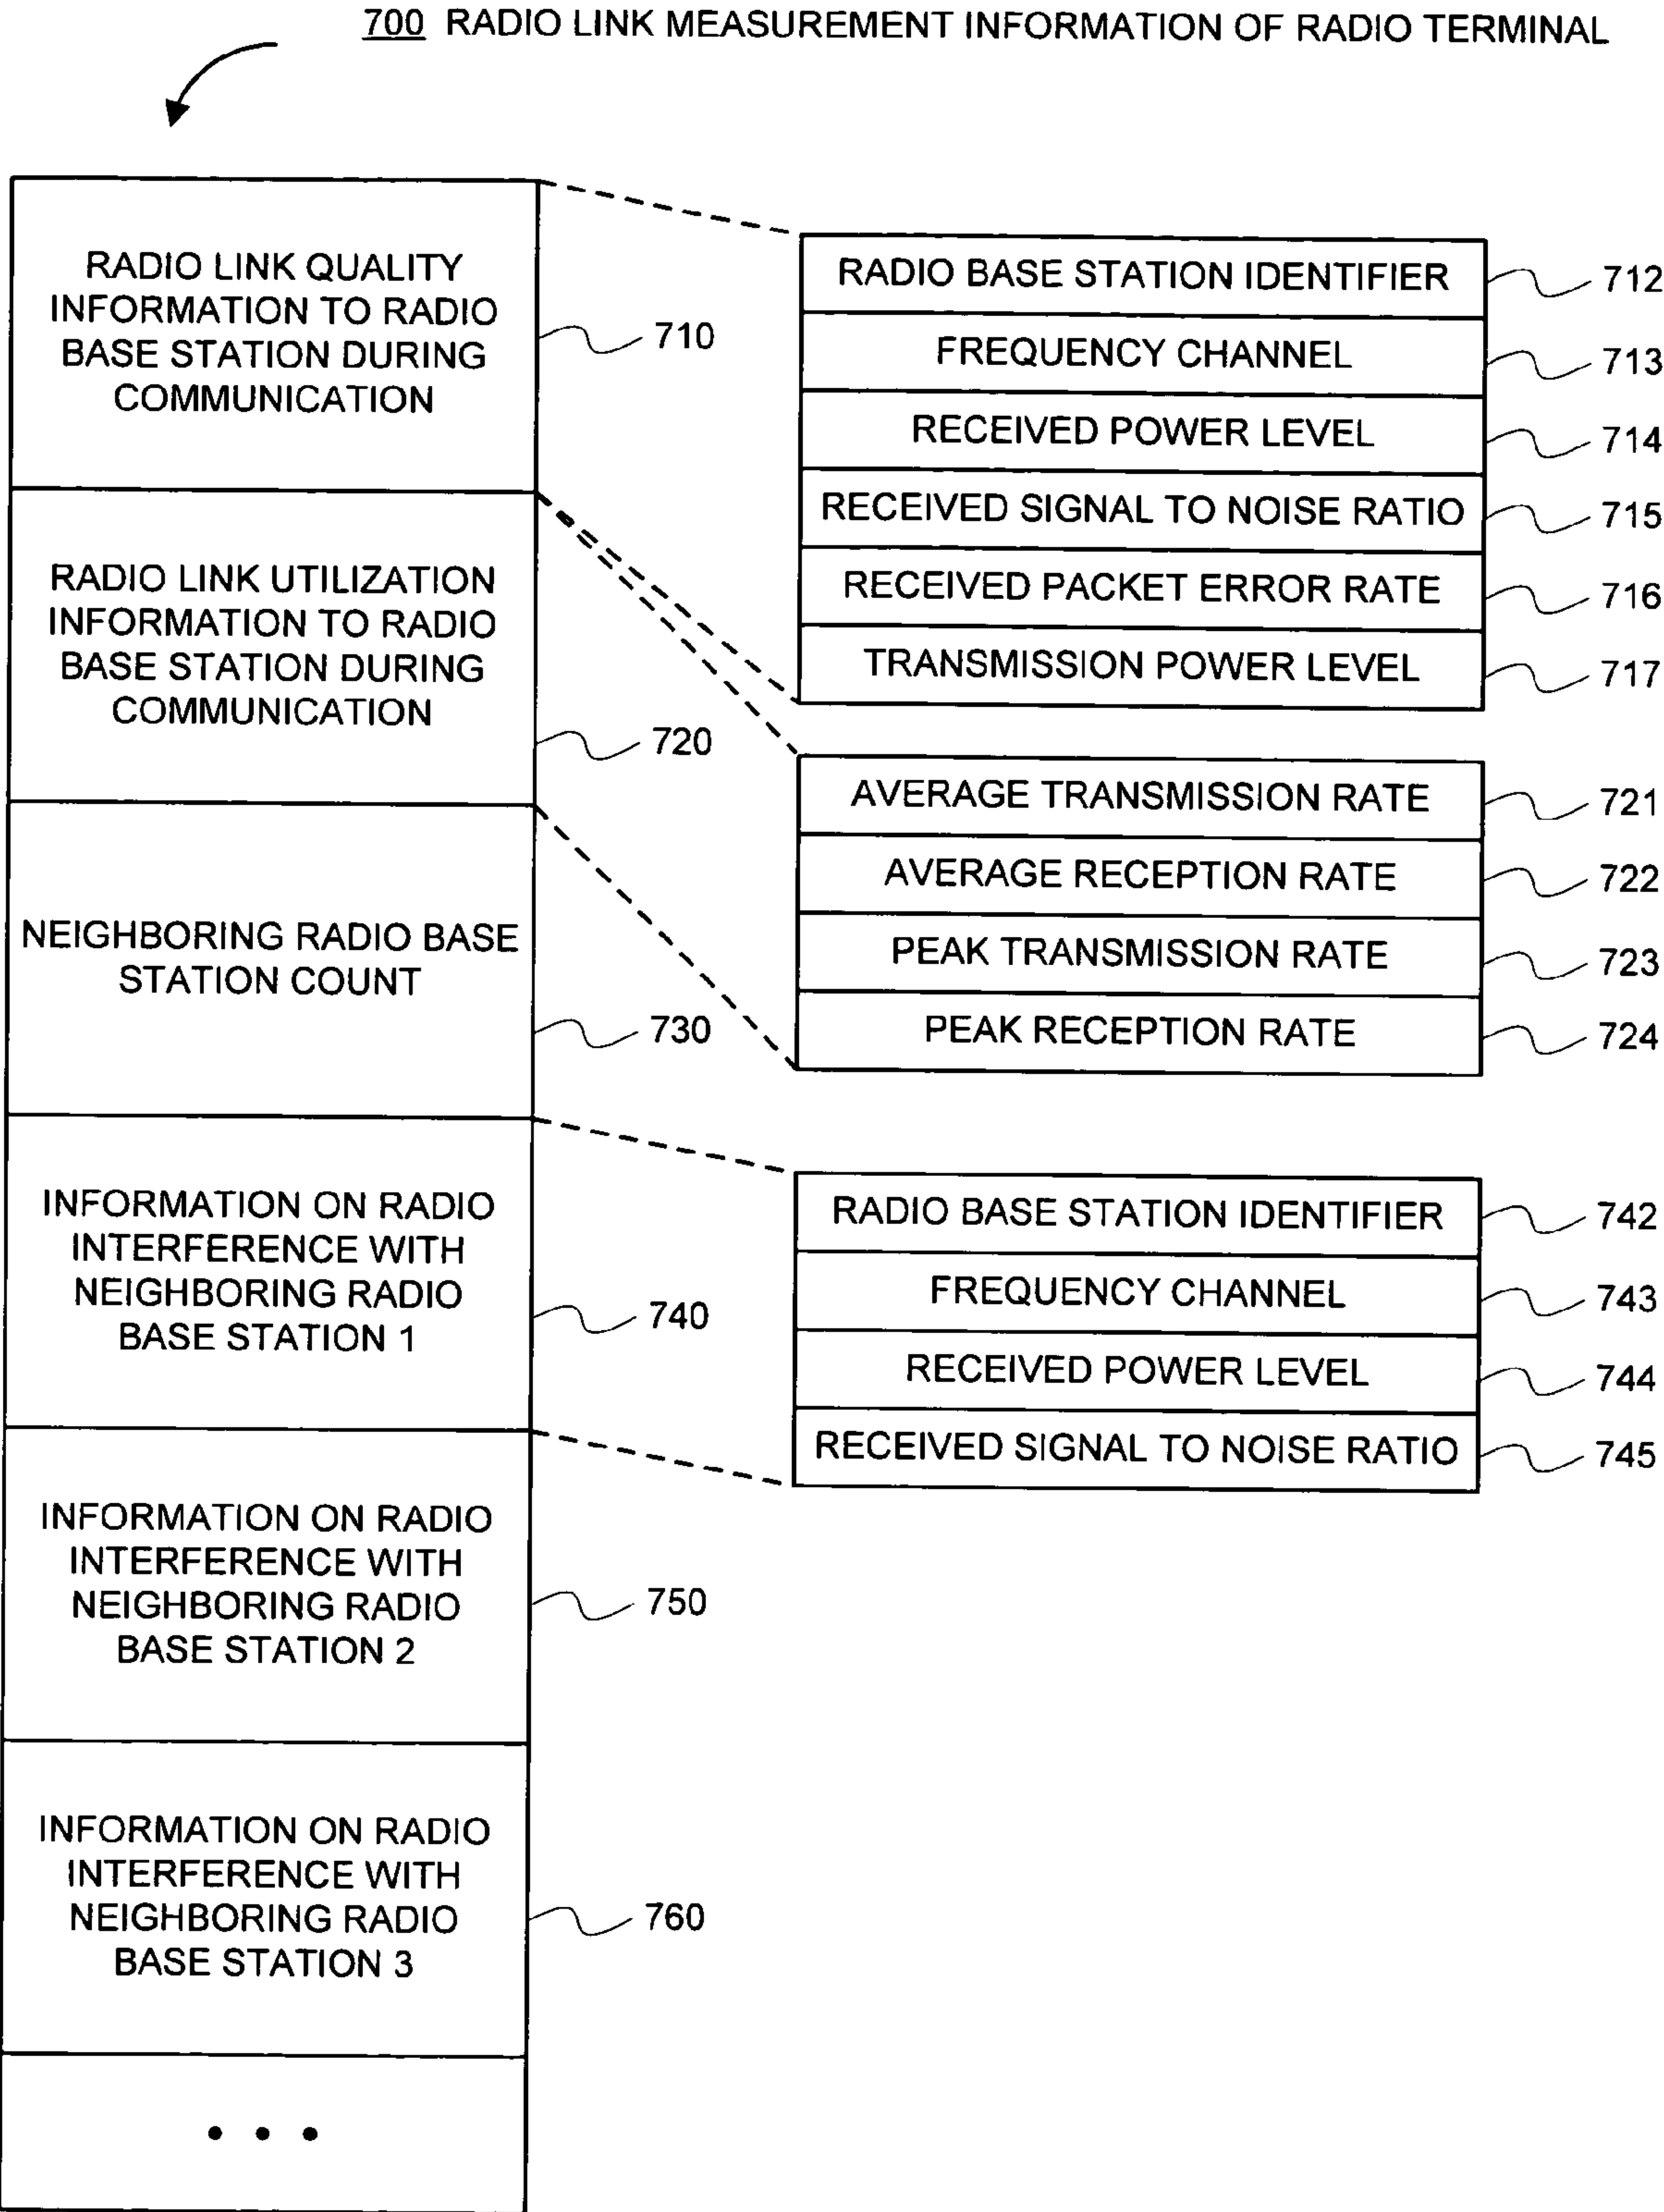 700 RADIO LINK MEASUREMENT INFORMATION OF RADIO TERMINAL
RADIO LINK QUALITY
INFORMATION TO RADIO
BASE STATION DURING
COMMUNICATION
710
RADIO BASE STATION IDENTIFIER
712
FREQUENCY CHANNEL
713
RECEIVED POWER LEVEL
714
RECEIVED SIGNAL TO NOISE RATIO
715
RECEIVED PACKET ERROR RATE
716
TRANSMISSION POWER LEVEL
717
RADIO LINK UTILIZATION
INFORMATION TO RADIO
BASE STATION DURING
COMMUNICATION
720
AVERAGE TRANSMISSION RATE
721
AVERAGE RECEPTION RATE
722
PEAK TRANSMISSION RATE
723
PEAK RECEPTION RATE
724
NEIGHBORING RADIO BASE
STATION COUNT
730
INFORMATION ON RADIO
INTERFERENCE WITH
NEIGHBORING RADIO
BASE STATION 1
740
RADIO BASE STATION IDENTIFIER
742
FREQUENCY CHANNEL
743
RECEIVED POWER LEVEL
744
RECEIVED SIGNAL TO NOISE RATIO
745
INFORMATION ON RADIO
INTERFERENCE WITH
NEIGHBORING RADIO
BASE STATION 2
750
INFORMATION ON RADIO
INTERFERENCE WITH
NEIGHBORING RADIO
BASE STATION 3
760
• • •